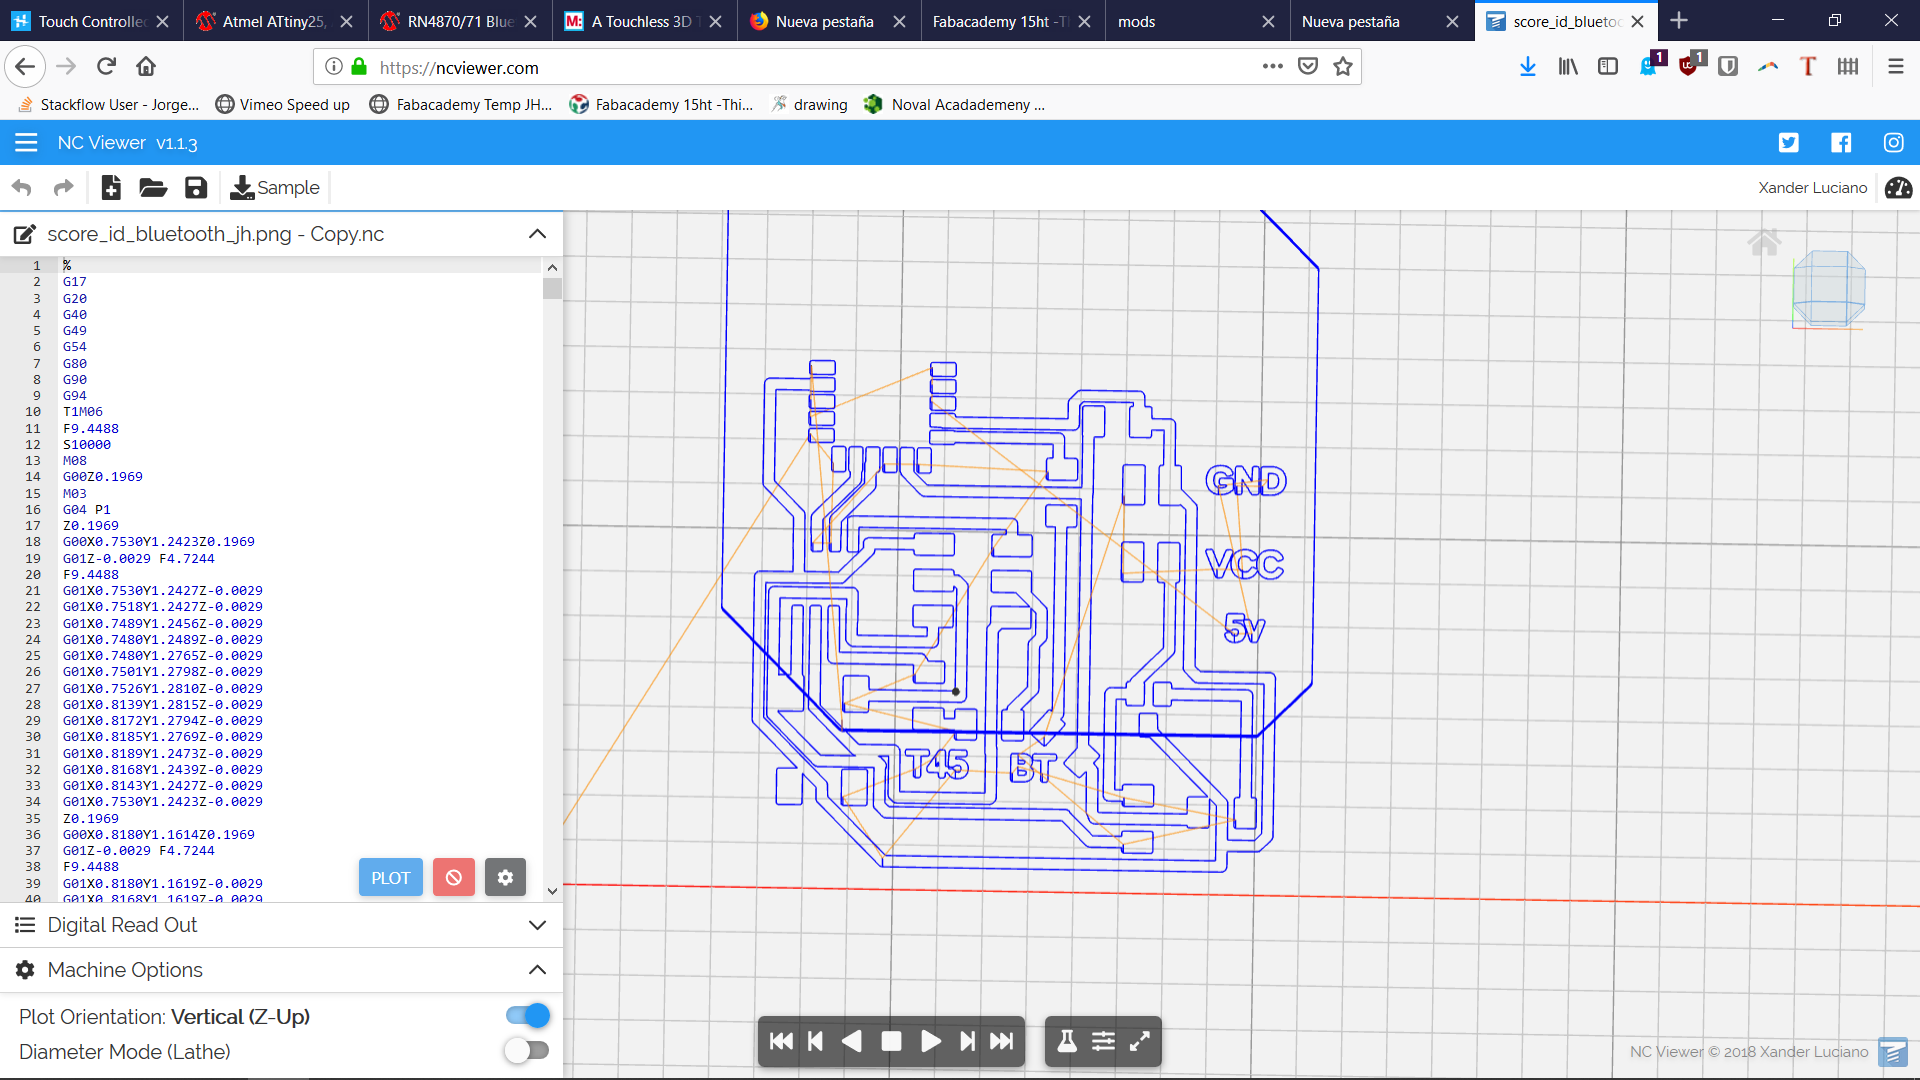 Touch Controlled
Atmel ATtiny25,
RN4870/71 Blue
A Touchless 3D T
Nueva pestaña
Fabacademy 15ht -Th
mods
Nueva pestaña
score_id_bluetoo
https://ncviewer.com
1
1
Stackflow User - Jorge...
Vimeo Speed up
Fabacademy Temp JH...
Fabacademy 15ht -Thi...
drawing
Noval Acadademeny ...
NC Viewer v1.1.3
Sample
Xander Luciano
score_id_bluetooth_jh.png - Copy.nc
1 %
2 G17
3 G20
4 G40
5 G49
6 G54
7 G80
8 G90
9 G94
10 T1M06
11 F9.4488
12 S10000
13 M08
14 G00Z0.1969
15 M03
16 G04 P1
17 Z0.1969
18 G00X0.7530Y1.2423Z0.1969
19 G01Z-0.0029 F4.7244
20 F9.4488
21 G01X0.7530Y1.2427Z-0.0029
22 G01X0.7518Y1.2427Z-0.0029
23 G01X0.7489Y1.2456Z-0.0029
24 G01X0.7480Y1.2489Z-0.0029
25 G01X0.7480Y1.2765Z-0.0029
26 G01X0.7501Y1.2798Z-0.0029
27 G01X0.7526Y1.2810Z-0.0029
28 G01X0.8139Y1.2815Z-0.0029
29 G01X0.8172Y1.2794Z-0.0029
30 G01X0.8185Y1.2769Z-0.0029
31 G01X0.8189Y1.2473Z-0.0029
32 G01X0.8168Y1.2439Z-0.0029
33 G01X0.8143Y1.2427Z-0.0029
34 G01X0.7530Y1.2423Z-0.0029
35 Z0.1969
36 G00X0.8180Y1.1614Z0.1969
37 G01Z-0.0029 F4.7244
38 F9.4488
39 G01X0.8180Y1.1619Z-0.0029
40 G01X0.8168Y1.1619Z-0.0029
PLOT
GND
VCC
5V
T45
BT
Digital Read Out
Machine Options
Plot Orientation: Vertical (Z-Up)
Diameter Mode (Lathe)
NC Viewer © 2018 Xander Luciano